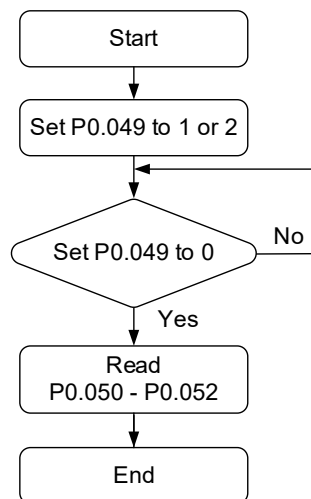 Start
Set P0.049 to 1 or 2
Set P0.049 to 0
No
Yes
Read
P0.050 - P0.052
End